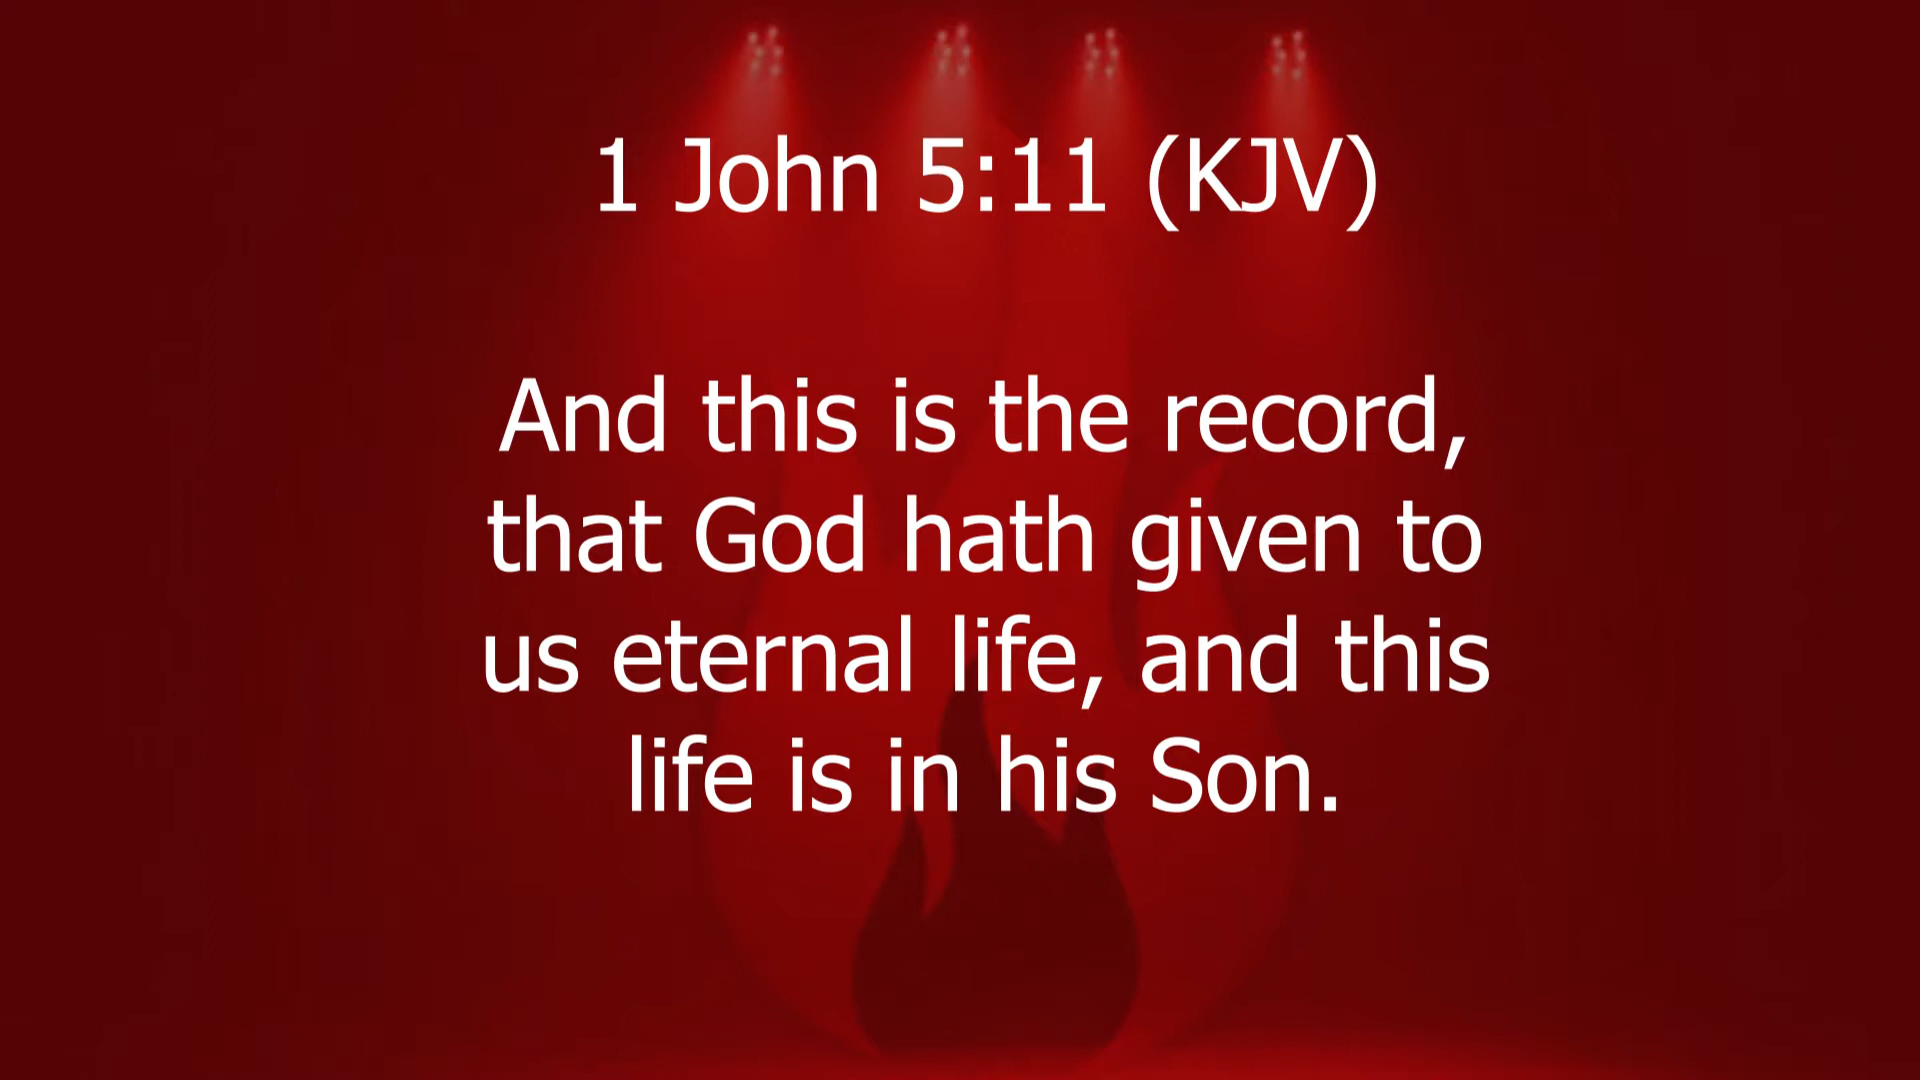 1 John 5:11 (KJV)
And this is the record,
that God hath given to
us eternal life, and this
life is in his Son.